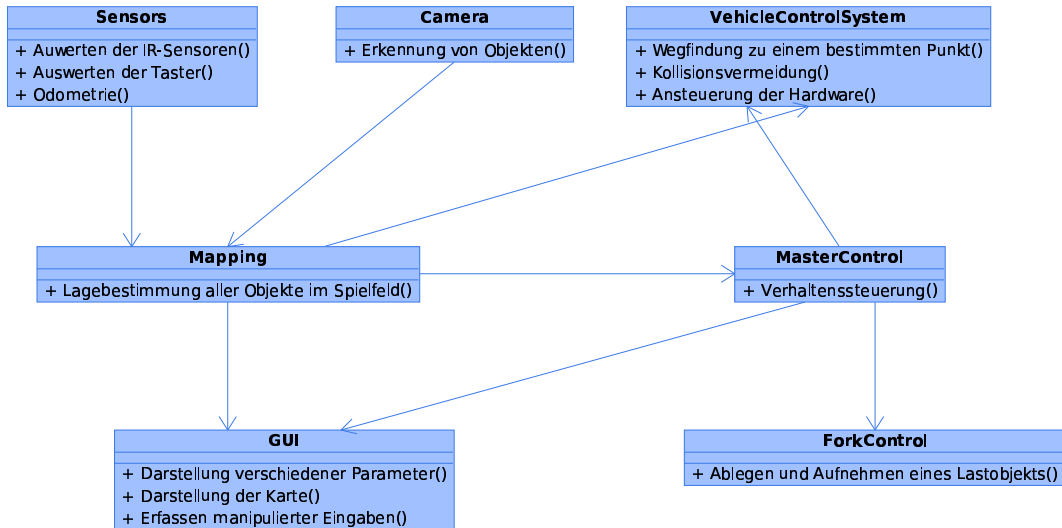 Sensors
+ Auwerten der IR-Sensoren()
+ Auswerten der Taster()
+ Odometrie()
Camera
+ Erkennung von Objekten()
VehicleControlSystem
+ Wegfindung zu einem bestimmten Punkt()
+ Kollisionsvermeidung()
+ Ansteuerung der Hardware()
Mapping
+ Lagebestimmung aller Objekte im Spielfeld()
MasterControl
+ Verhaltenssteuerung()
GUI
+ Darstellung verschiedener Parameter()
+ Darstellung der Karte()
+ Erfassen manipulierter Eingaben()
ForkControl
+ Ablegen und Aufnehmen eines Lastobjekts()